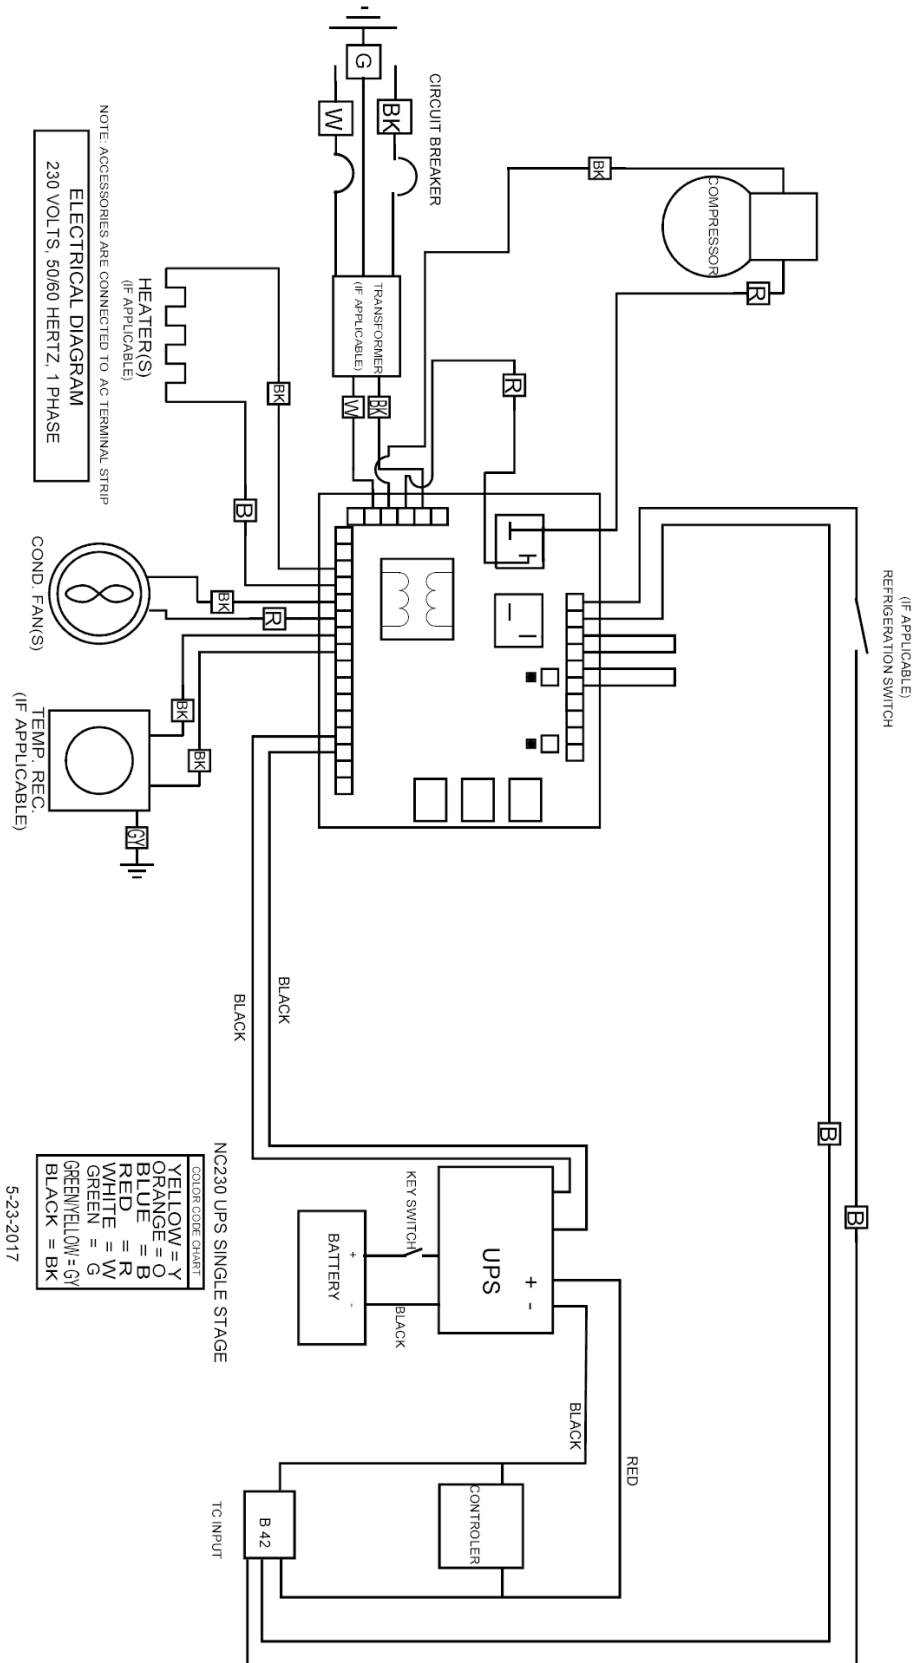 CIRCUIT BREAKER
G
BK
W
BK
COMPRESSOR
R
TRANSFORMER
(IF APPLICABLE)
BK
W
R
HEATER(S)
(IF APPLICABLE)
BK
B
NOTE: ACCESSORIES ARE CONNECTED TO AC TERMINAL STRIP
ELECTRICAL DIAGRAM
230 VOLTS, 50/60 HERTZ, 1 PHASE
COND. FAN(S)
BK
R
TEMP. REC.
(IF APPLICABLE)
BK
BK
GY
(IF APPLICABLE)
REFRIGERATION SWITCH
B
B
BLACK
BLACK
KEY SWITCH
UPS
+ -
BATTERY
+ -
BLACK
BLACK
RED
CONTROLER
B 42
TC INPUT
NC230 UPS SINGLE STAGE
COLOR CODE CHART
YELLOW = Y
ORANGE = O
BLUE = B
RED = R
WHITE = W
GREEN = G
GREEN/YELLOW = GY
BLACK = BK
5-23-2017